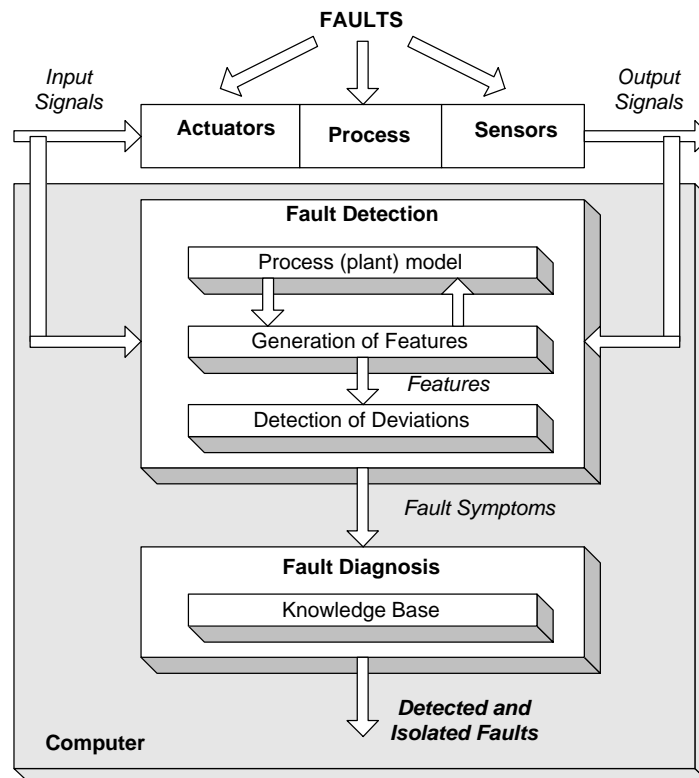 FAULTS
Input
Signals
Output
Signals
Actuators
Process
Sensors
Fault Detection
Process (plant) model
Generation of Features
Features
Detection of Deviations
Fault Symptoms
Fault Diagnosis
Knowledge Base
Detected and
Isolated Faults
Computer